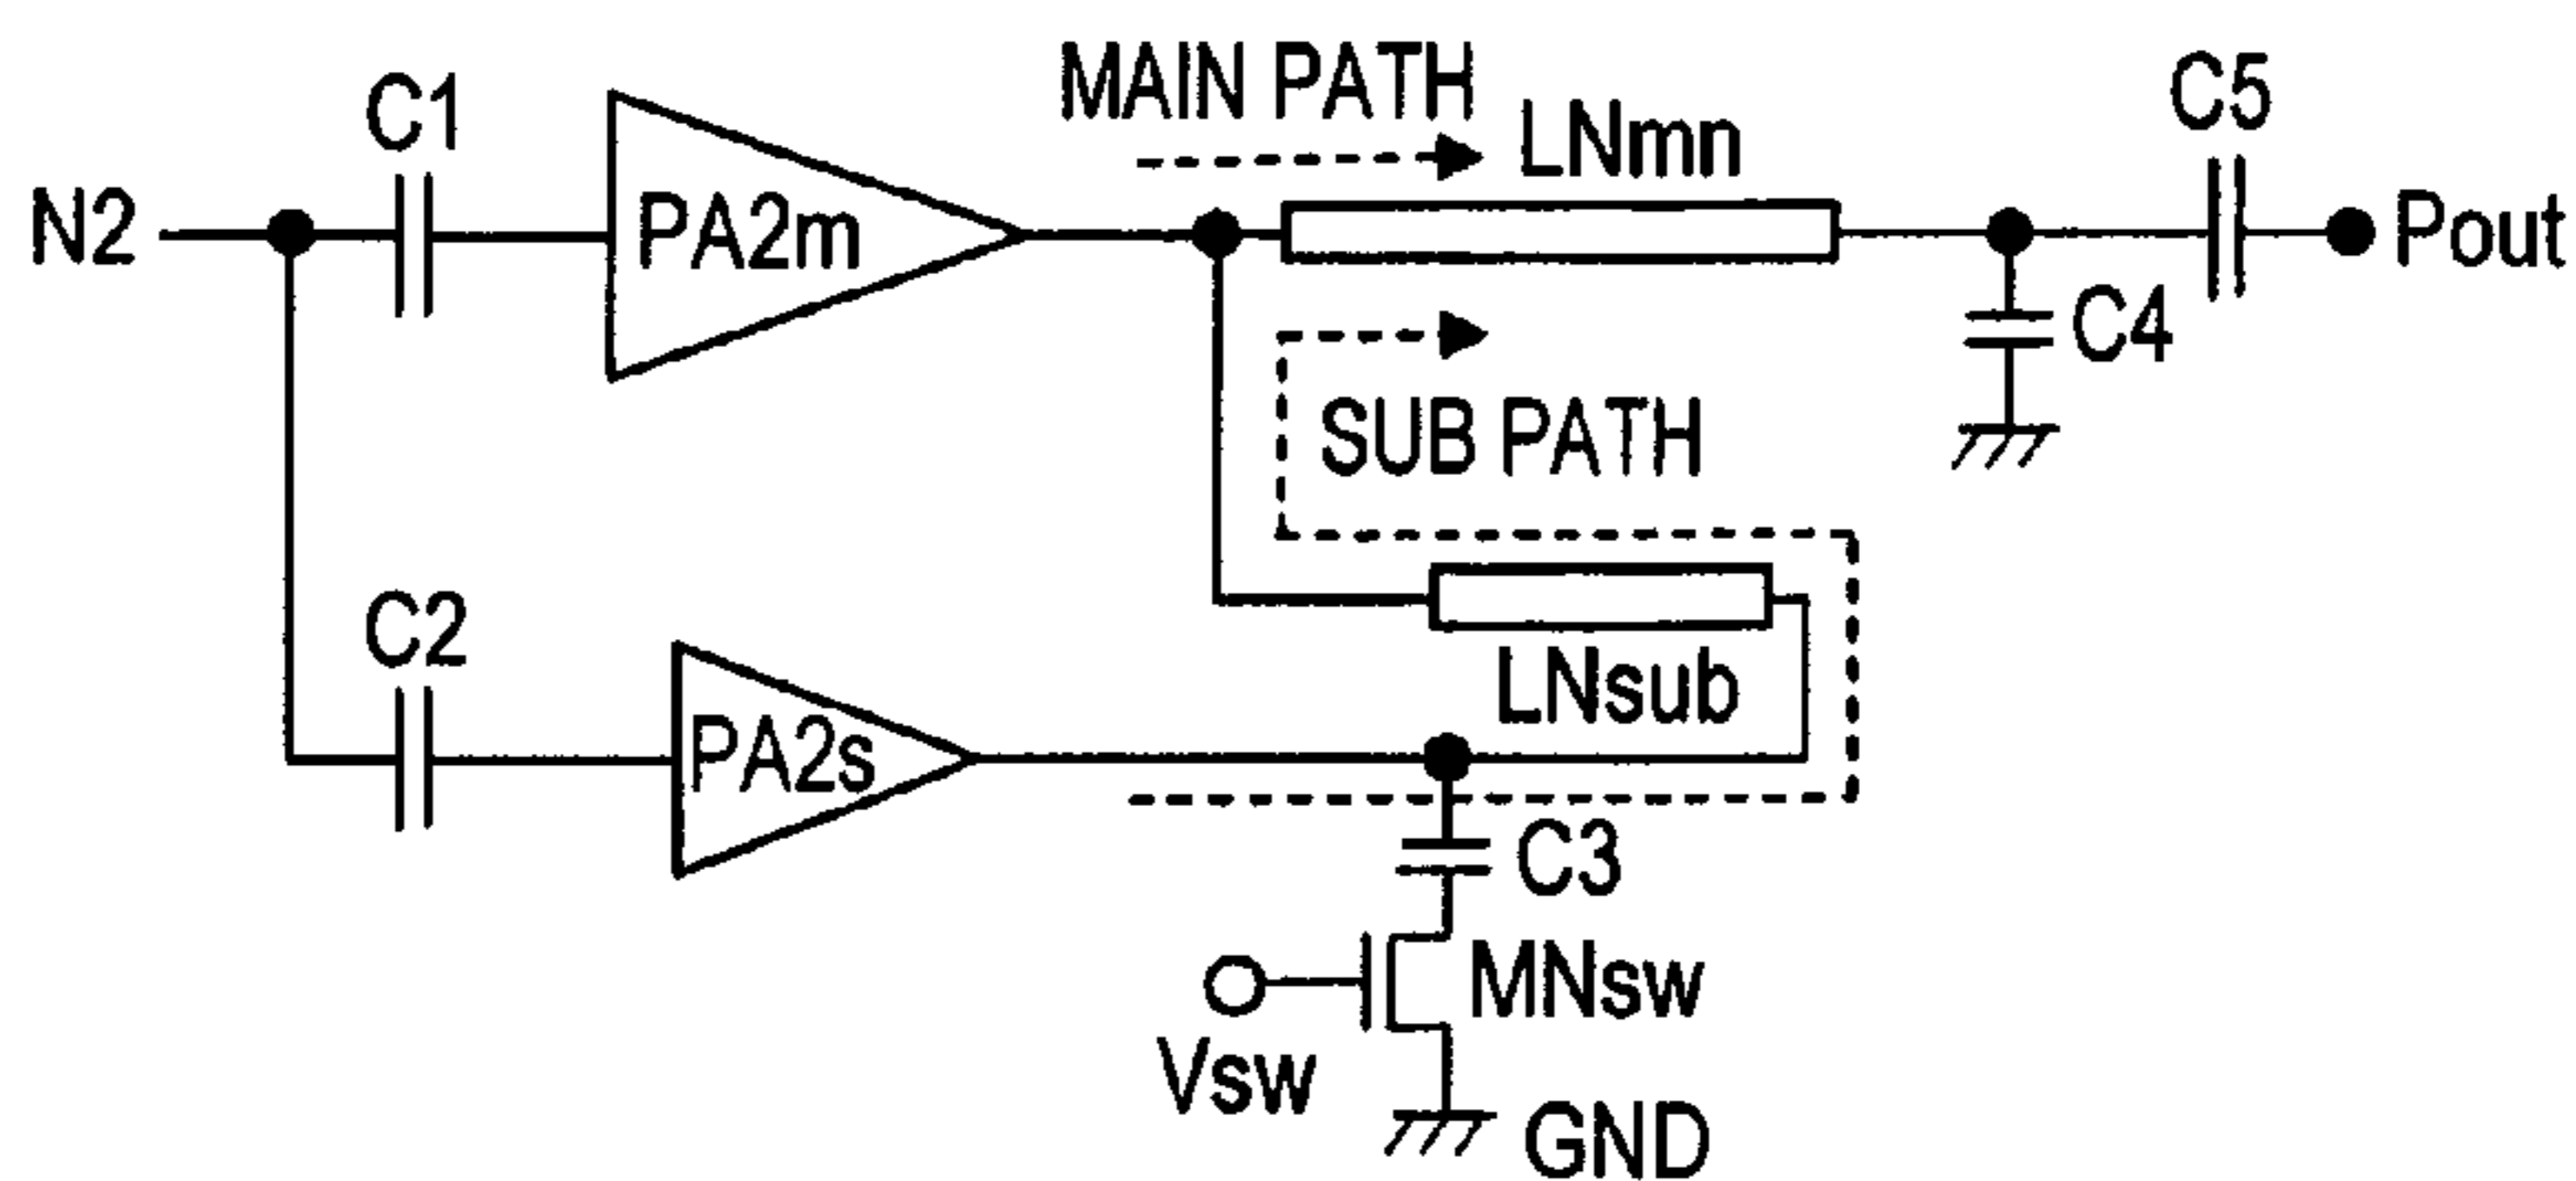 MAIN PATH
C1
C5
LNmn
N2
PA2m
Pout
C4
SUB PATH
C2
LNsub
PA2s
C3
MNsw
Vsw
GND